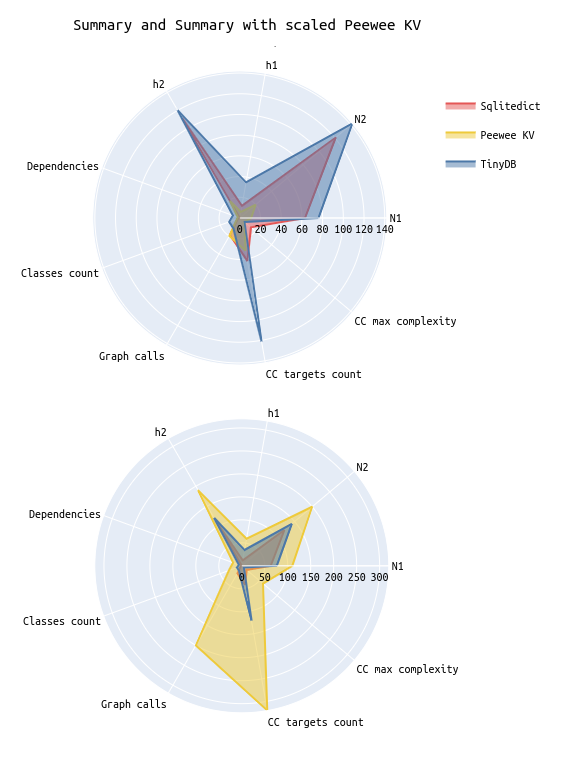 Summary and Summary with scaled Peewee KV
h1
h2
N2
Sqlitedict
Peewee KV
TinyDB
Dependencies
N1
0 20 40 60 80 100 120 140
Classes count
CC max complexity
Graph calls
CC targets count
h1
h2
N2
Dependencies
N1
0 50 100 150 200 250 300
Classes count
CC max complexity
Graph calls
CC targets count